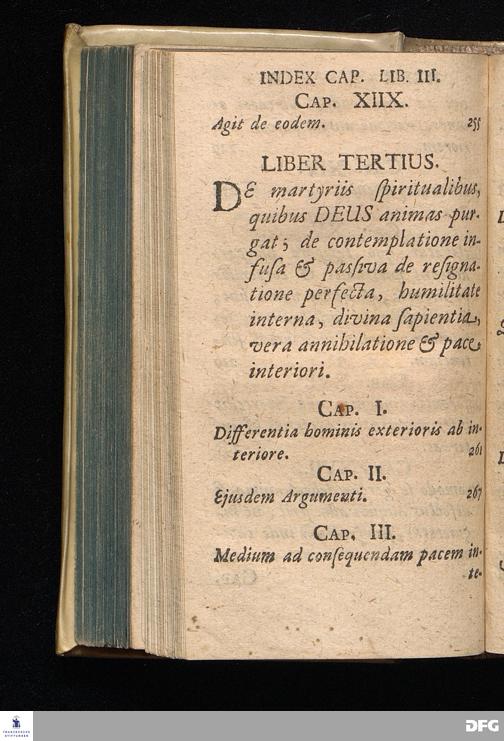 INDEX CAP. LIB. III.
CAP. XIIX.
Agit de eodem. 255
LIBER TERTIUS.
DE martyriis ſpiritualibus,
quibus DEUS animas pur-
gat; de contemplatione in-
fuſa & paſsiva de reſigna-
tione perfecta, humilitate
interna, divina ſapientia,
vera annihilatione & pace
interiori.
CAP. I.
Differentia hominis exterioris ab in-
teriore. 261
CAP. II.
Ejusdem Argumenti. 267
CAP. III.
Medium ad conſequendam pacem in-
te-
FRANCKESCHE
STIFTUNGEN
DFG